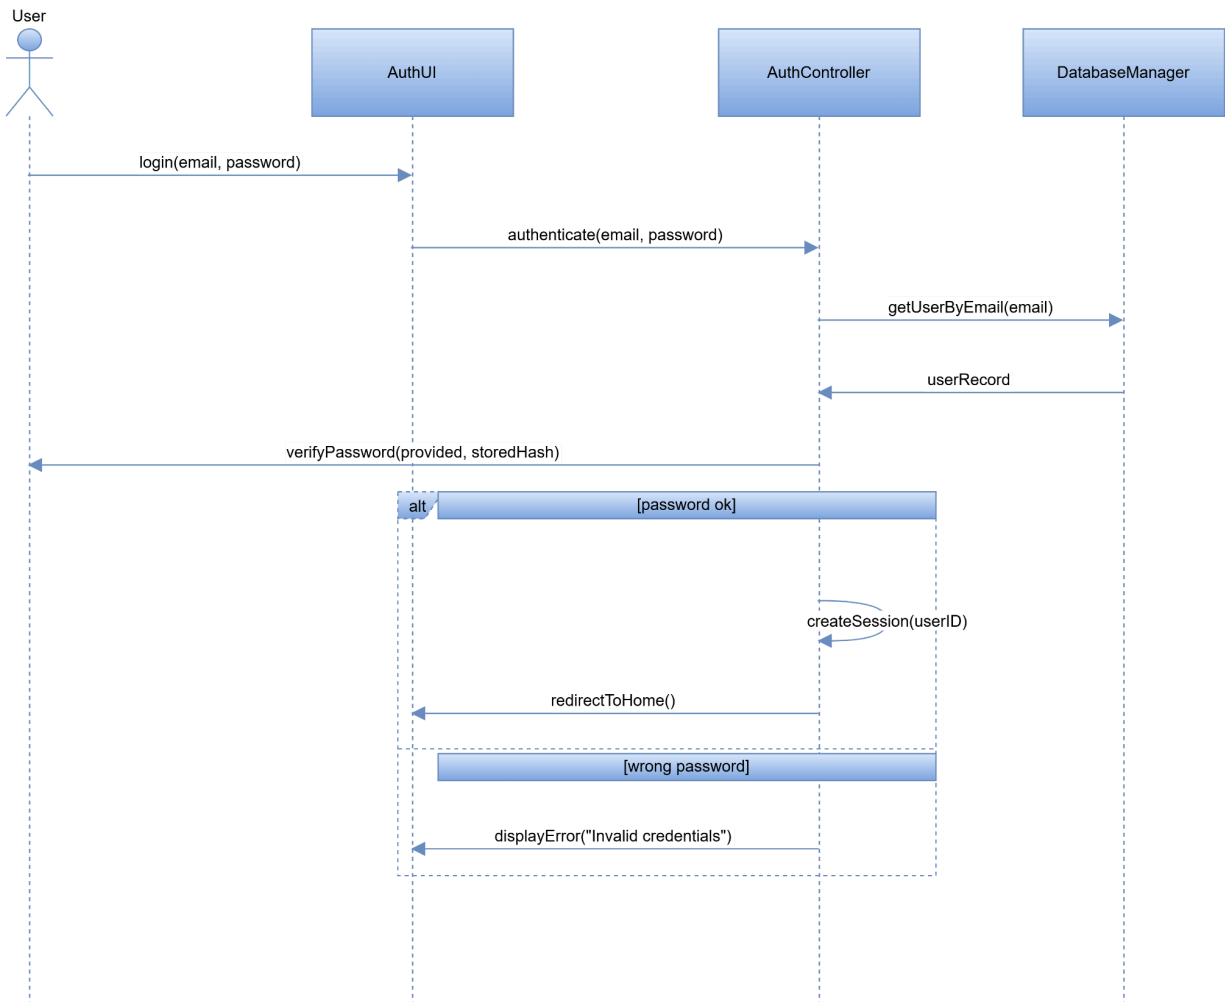 User
AuthUI
AuthController
DatabaseManager
login(email, password)
authenticate(email, password)
getUserByEmail(email)
userRecord
verifyPassword(provided, storedHash)
alt
[password ok]
createSession(userID)
redirectToHome()
[wrong password]
displayError("Invalid credentials")